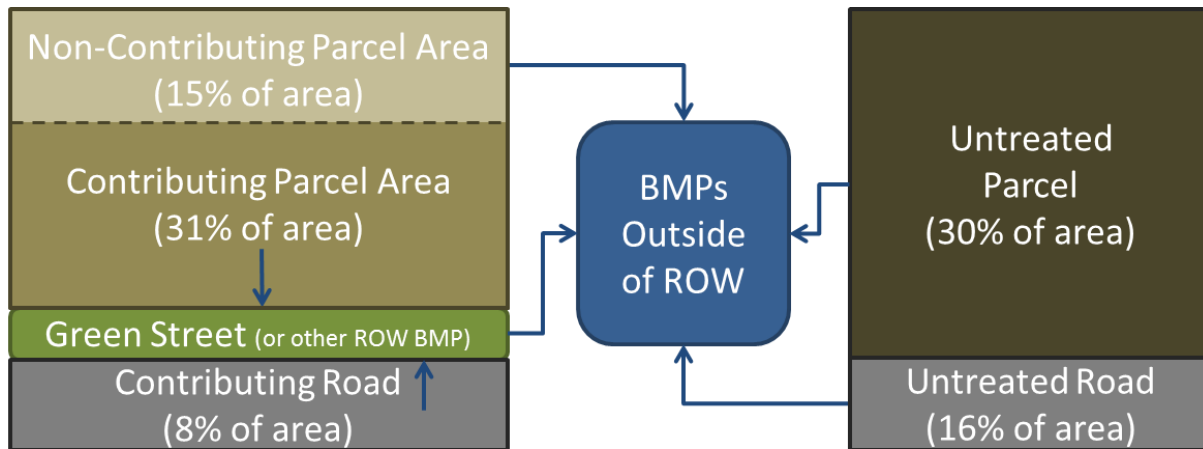 Non-Contributing Parcel Area
(15% of area)
Contributing Parcel Area
(31% of area)
Green Street (or other ROW BMP)
Contributing Road
(8% of area)
BMPs
Outside
of ROW
Untreated
Parcel
(30% of area)
Untreated Road
(16% of area)